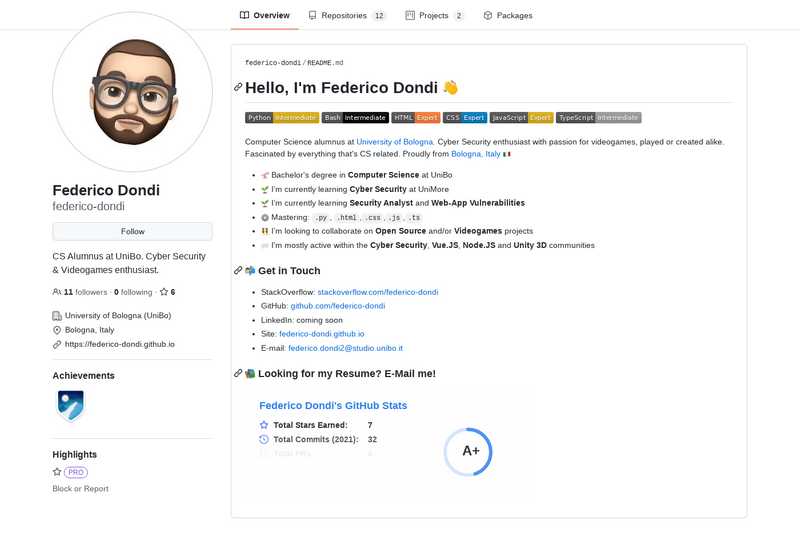 Overview
Repositories 12
Projects 2
Packages
Federico Dondi
federico-dondi
Follow
CS Alumnus at UniBo. Cyber Security
& Videogames enthusiast.
11 followers · 0 following · 6
University of Bologna (UniBo)
Bologna, Italy
https://federico-dondi.github.io
Achievements
Highlights
PRO
Block or Report
federico-dondi/README.md
Hello, I'm Federico Dondi 👋
Python Intermediate
Bash Intermediate
HTML Expert
CSS Expert
JavaScript Expert
TypeScript Intermediate
Computer Science alumnus at University of Bologna. Cyber Security enthusiast with passion for videogames, played or created alike.
Fascinated by everything that's CS related. Proudly from Bologna, Italy 🇮🇹
Bachelor's degree in Computer Science at UniBo
I'm currently learning Cyber Security at UniMore
I'm currently learning Security Analyst and Web-App Vulnerabilities
Mastering: .py, .html, .css, .js, .ts
I'm looking to collaborate on Open Source and/or Videogames projects
I'm mostly active within the Cyber Security, Vue.JS, Node.JS and Unity 3D communities
Get in Touch
StackOverflow: stackoverflow.com/federico-dondi
GitHub: github.com/federico-dondi
LinkedIn: coming soon
Site: federico-dondi.github.io
E-mail: federico.dondi2@studio.unibo.it
Looking for my Resume? E-Mail me!
Federico Dondi's GitHub Stats
Total Stars Earned: 7
Total Commits (2021): 32
Total PRs:
A+